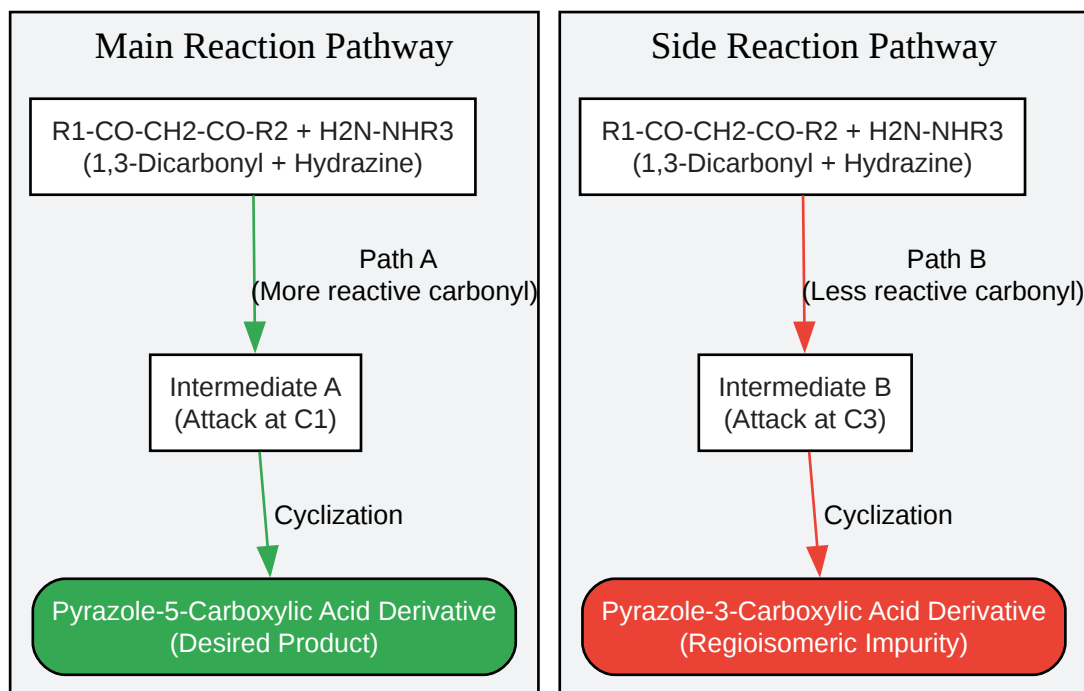 Main Reaction Pathway
R1-CO-CH2-CO-R2 + H2N-NHR3
(1,3-Dicarbonyl + Hydrazine)
Path A
(More reactive carbonyl)
Intermediate A
(Attack at C1)
Cyclization
Pyrazole-5-Carboxylic Acid Derivative
(Desired Product)
Side Reaction Pathway
R1-CO-CH2-CO-R2 + H2N-NHR3
(1,3-Dicarbonyl + Hydrazine)
Path B
(Less reactive carbonyl)
Intermediate B
(Attack at C3)
Cyclization
Pyrazole-3-Carboxylic Acid Derivative
(Regioisomeric Impurity)